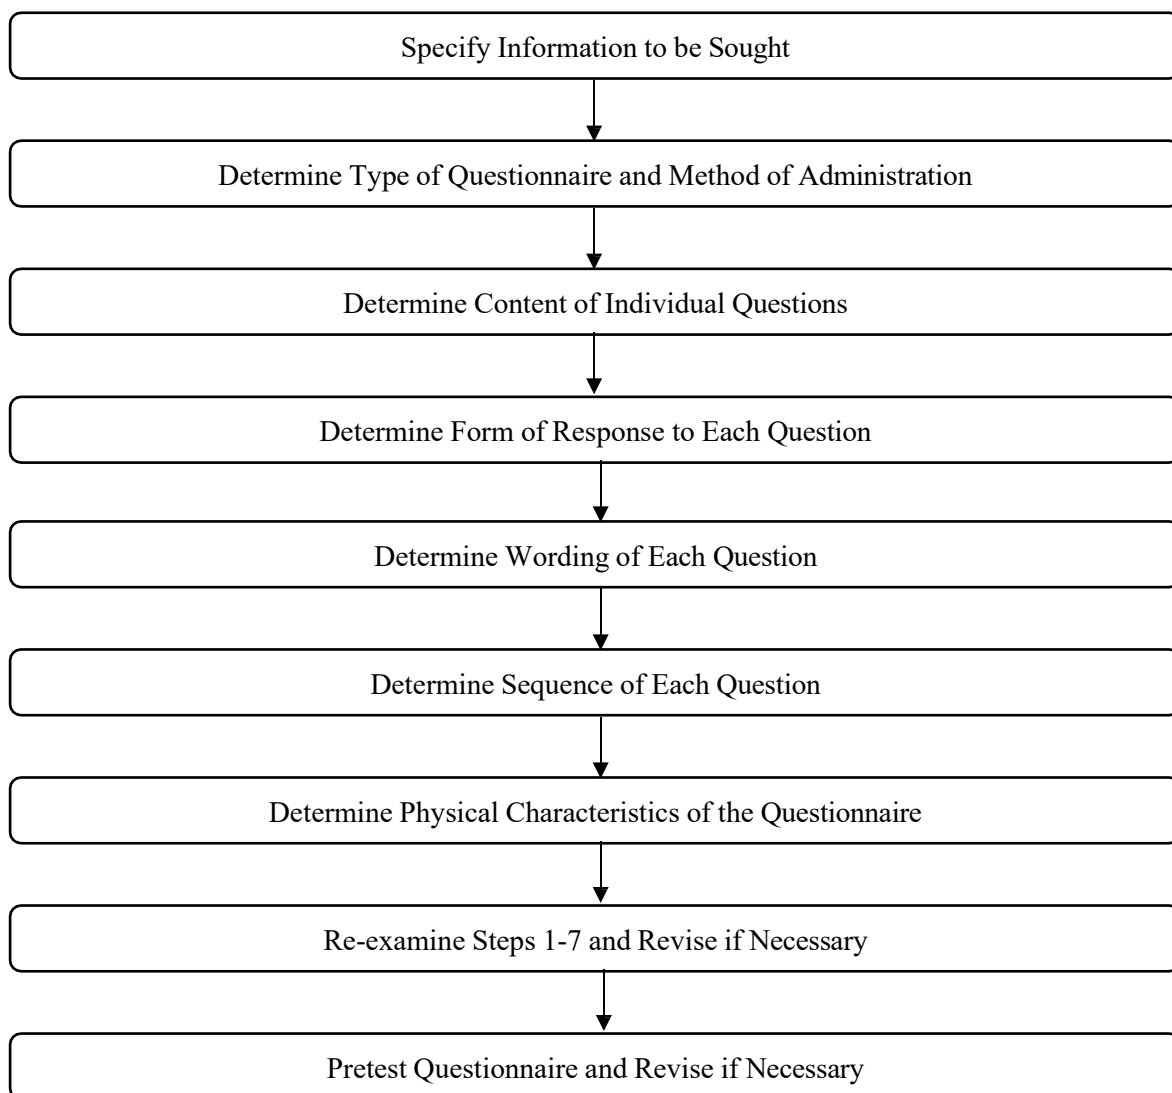 Specify Information to be Sought
Determine Type of Questionnaire and Method of Administration
Determine Content of Individual Questions
Determine Form of Response to Each Question
Determine Wording of Each Question
Determine Sequence of Each Question
Determine Physical Characteristics of the Questionnaire
Re-examine Steps 1-7 and Revise if Necessary
Pretest Questionnaire and Revise if Necessary